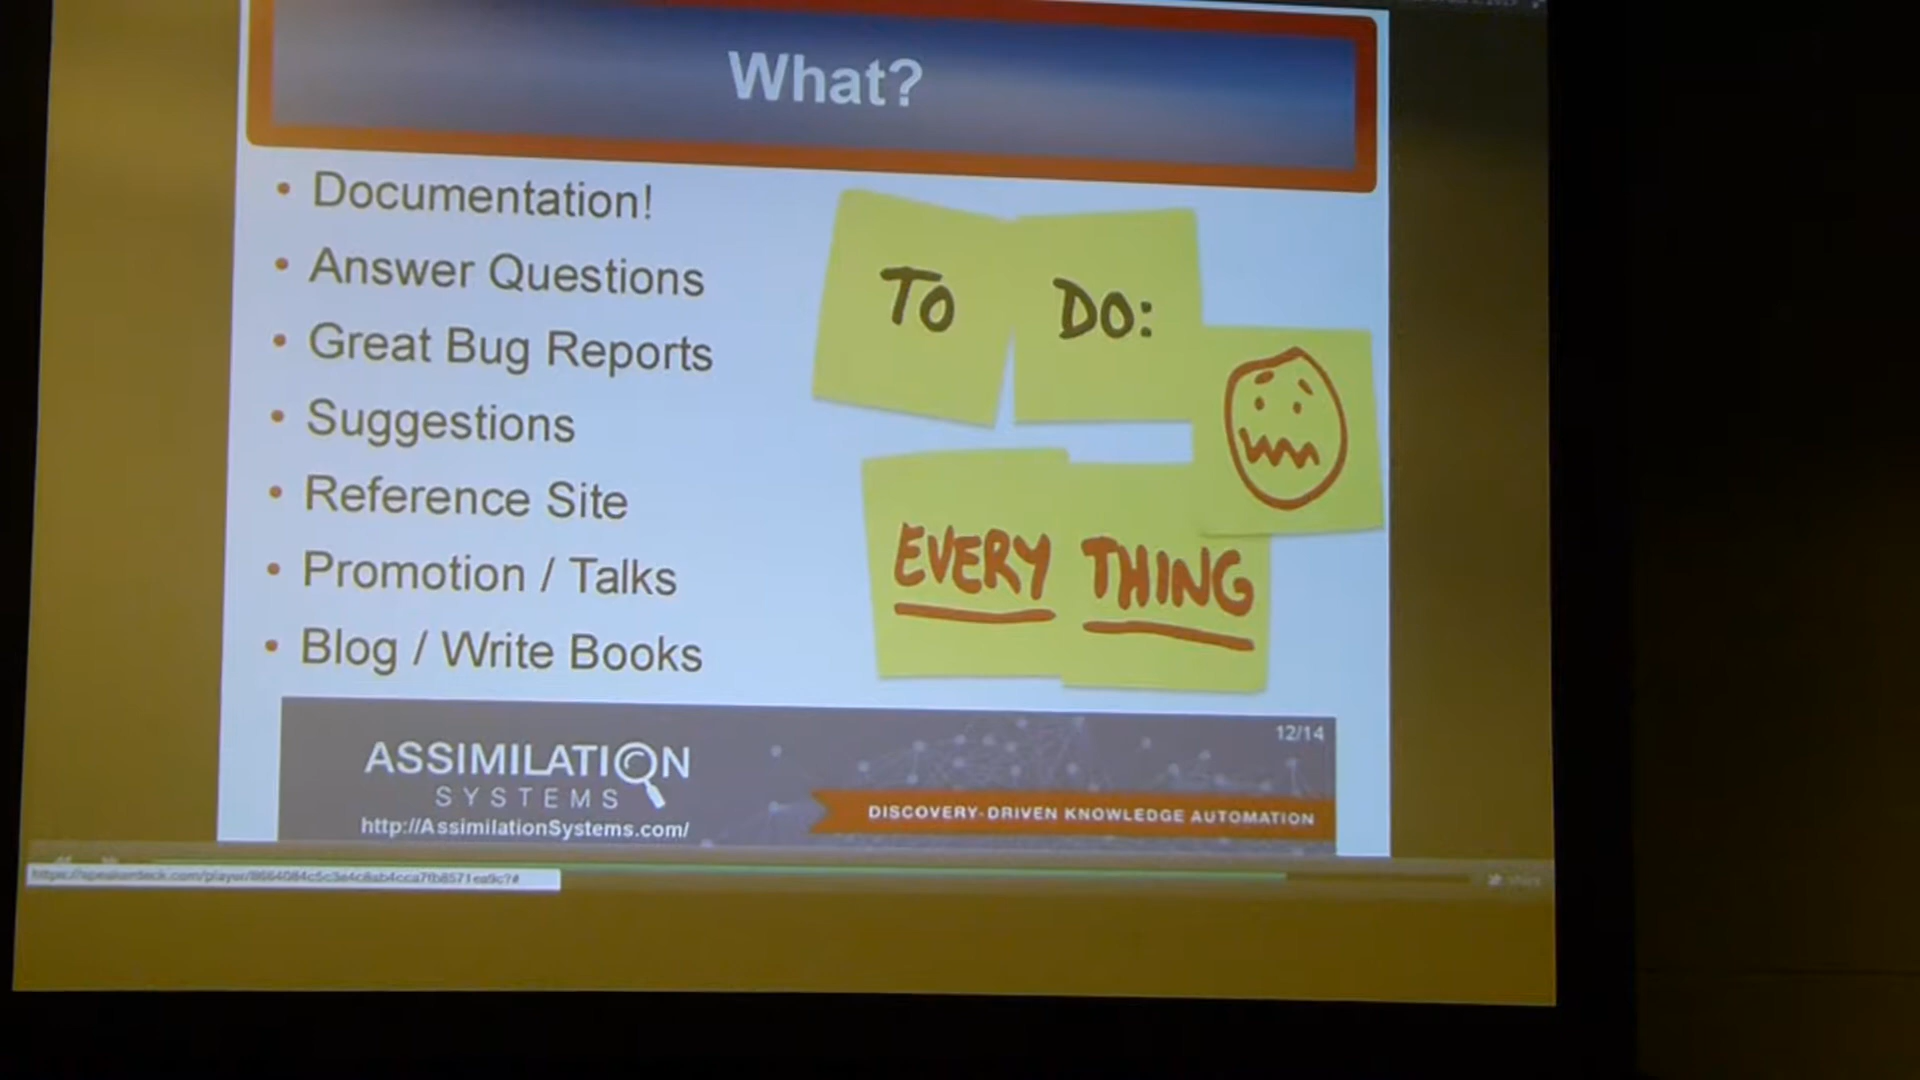 What?
• Documentation!
• Answer Questions
• Great Bug Reports
• Suggestions
• Reference Site
• Promotion / Talks
• Blog / Write Books
TO DO:
EVERY THING
12/14
ASSIMILATION
SYSTEMS
http://AssimilationSystems.com/
DISCOVERY-DRIVEN KNOWLEDGE AUTOMATION